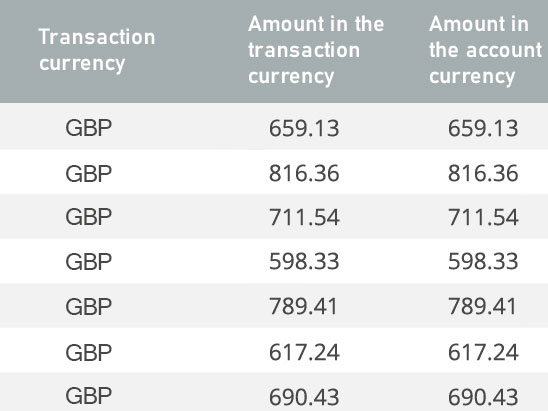 Transaction currency
Amount in the transaction currency
Amount in the account currency
GBP 659.13 659.13
GBP 816.36 816.36
GBP 711.54 711.54
GBP 598.33 598.33
GBP 789.41 789.41
GBP 617.24 617.24
GBP 690.43 690.43